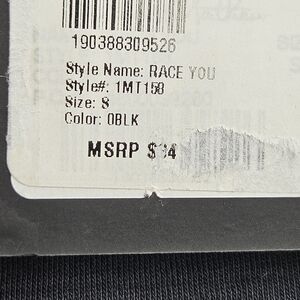 190388309526
Style Name: RACE YOU
Style#: 1MT158
Size: S
Color: 0BLK
MSRP $34